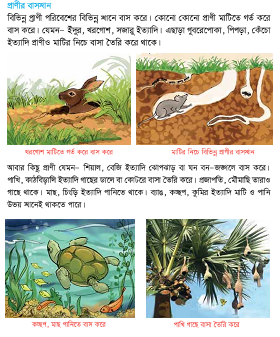 প্রাণীর বাসস্থান
বিভিন্ন প্রাণী পরিবেশের বিভিন্ন স্থানে বাস করে। কোনো কোনো প্রাণী মাটিতে গর্ত করে
বাস করে। যেমন- ইঁদুর, খরগোশ, সজারু ইত্যাদি। এছাড়া গুবরেপোকা, পিঁপড়া, কেঁচো
ইত্যাদি প্রাণীও মাটির নিচে বাসা তৈরি করে থাকে।
খরগোশ মাটিতে গর্ত করে বাস করে
মাটির নিচে বিভিন্ন প্রাণীর বাসস্থান
আবার কিছু প্রাণী যেমন- শিয়াল, বেজি ইত্যাদি ঝোপঝাড় বা ঘন বন-জঙ্গলে বাস করে।
পাখি, কাঠবিড়ালি ইত্যাদি গাছের ডালে বা কোটরে বাসা তৈরি করে। প্রজাপতি, মৌমাছি তারাও
গাছে থাকে। মাছ, চিংড়ি ইত্যাদি পানিতে থাকে। ব্যাঙ, কচ্ছপ, কুমির ইত্যাদি মাটি ও পানি
উভয় স্থানেই থাকতে পারে।
কচ্ছপ, মাছ পানিতে বাস করে
পাখি গাছে বাসা তৈরি করে